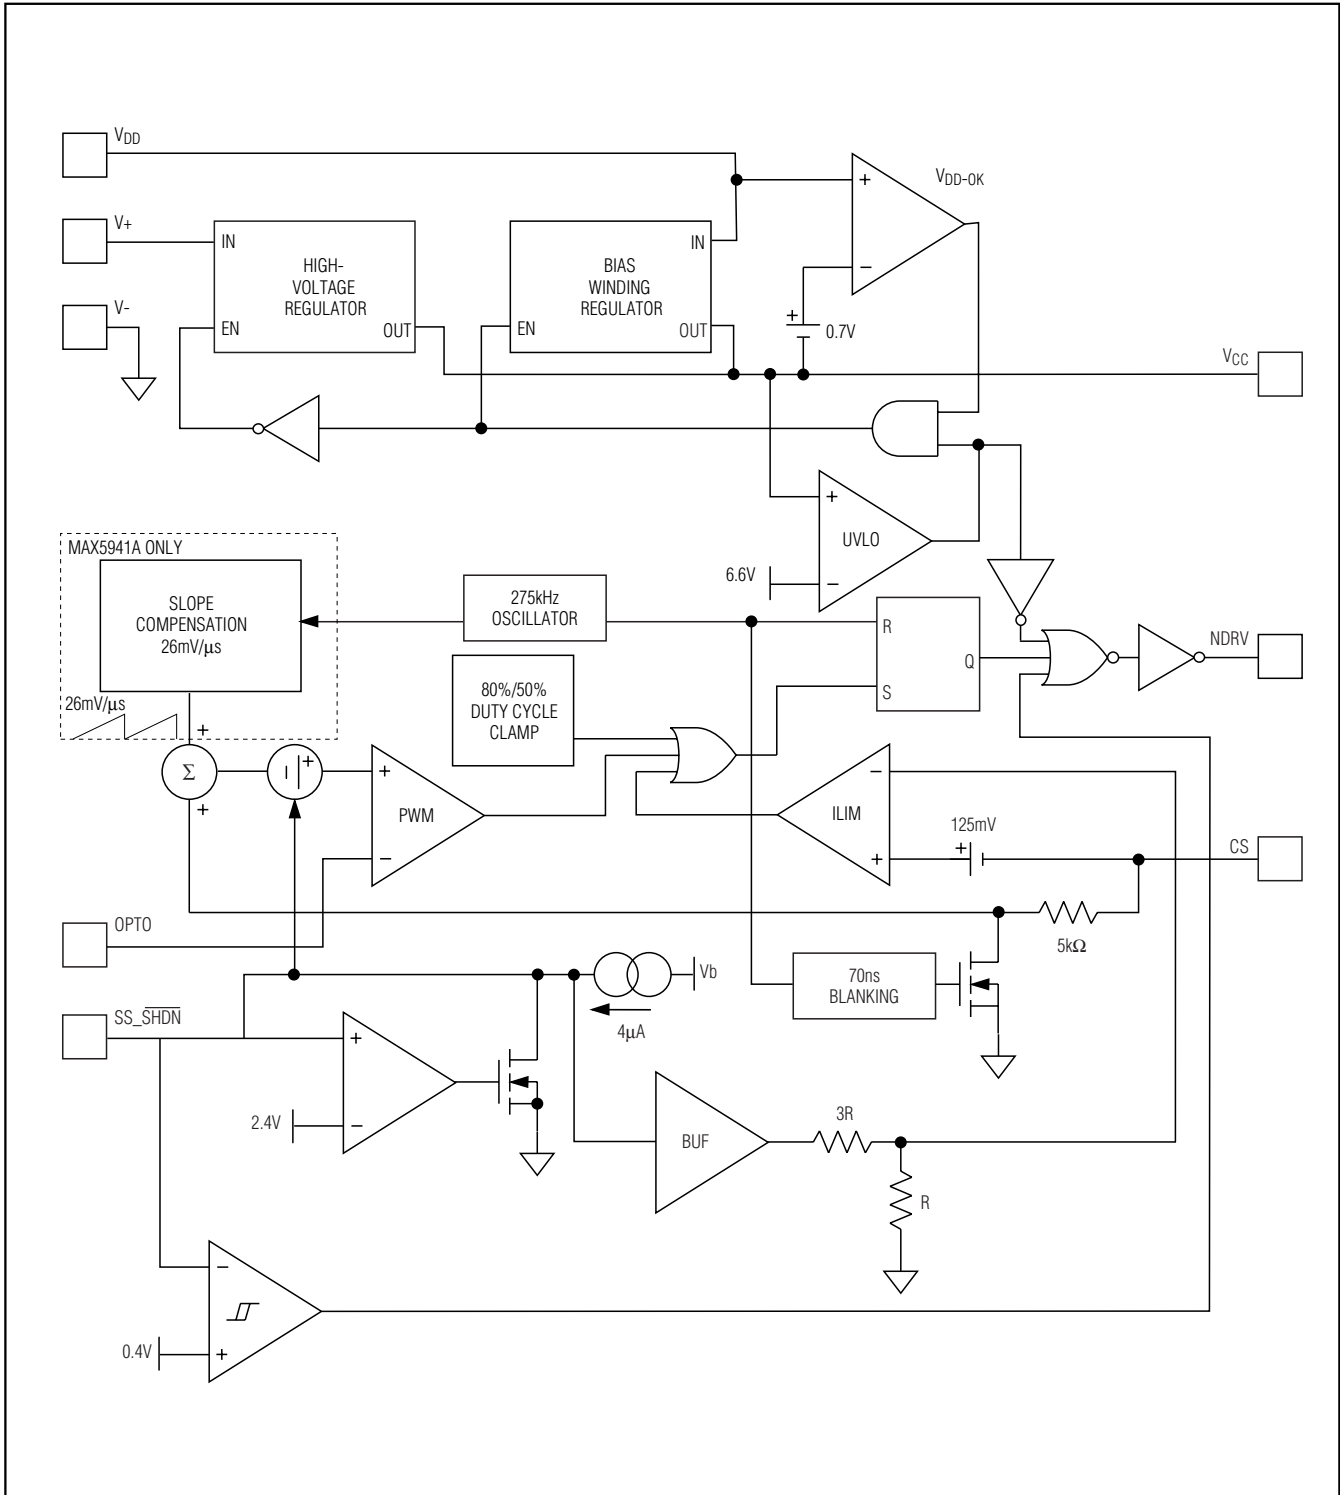 VDD
VDD-OK
V+
IN
HIGH-
VOLTAGE
REGULATOR
EN
OUT
BIAS
WINDING
REGULATOR
IN
EN
OUT
+
−
+
0.7V
V-
VCC
+
UVLO
−
6.6V
MAX5941A ONLY
SLOPE
COMPENSATION
26mV/μs
26mV/μs
275kHz
OSCILLATOR
80%/50%
DUTY CYCLE
CLAMP
R
Q
S
NDRV
+
Σ
+
+
+
PWM
−
−
ILIM
+
125mV
+
CS
OPTO
5kΩ
Vb
4μA
70ns
BLANKING
SS_SHDN
+
2.4V
−
BUF
3R
R
−
0.4V
+